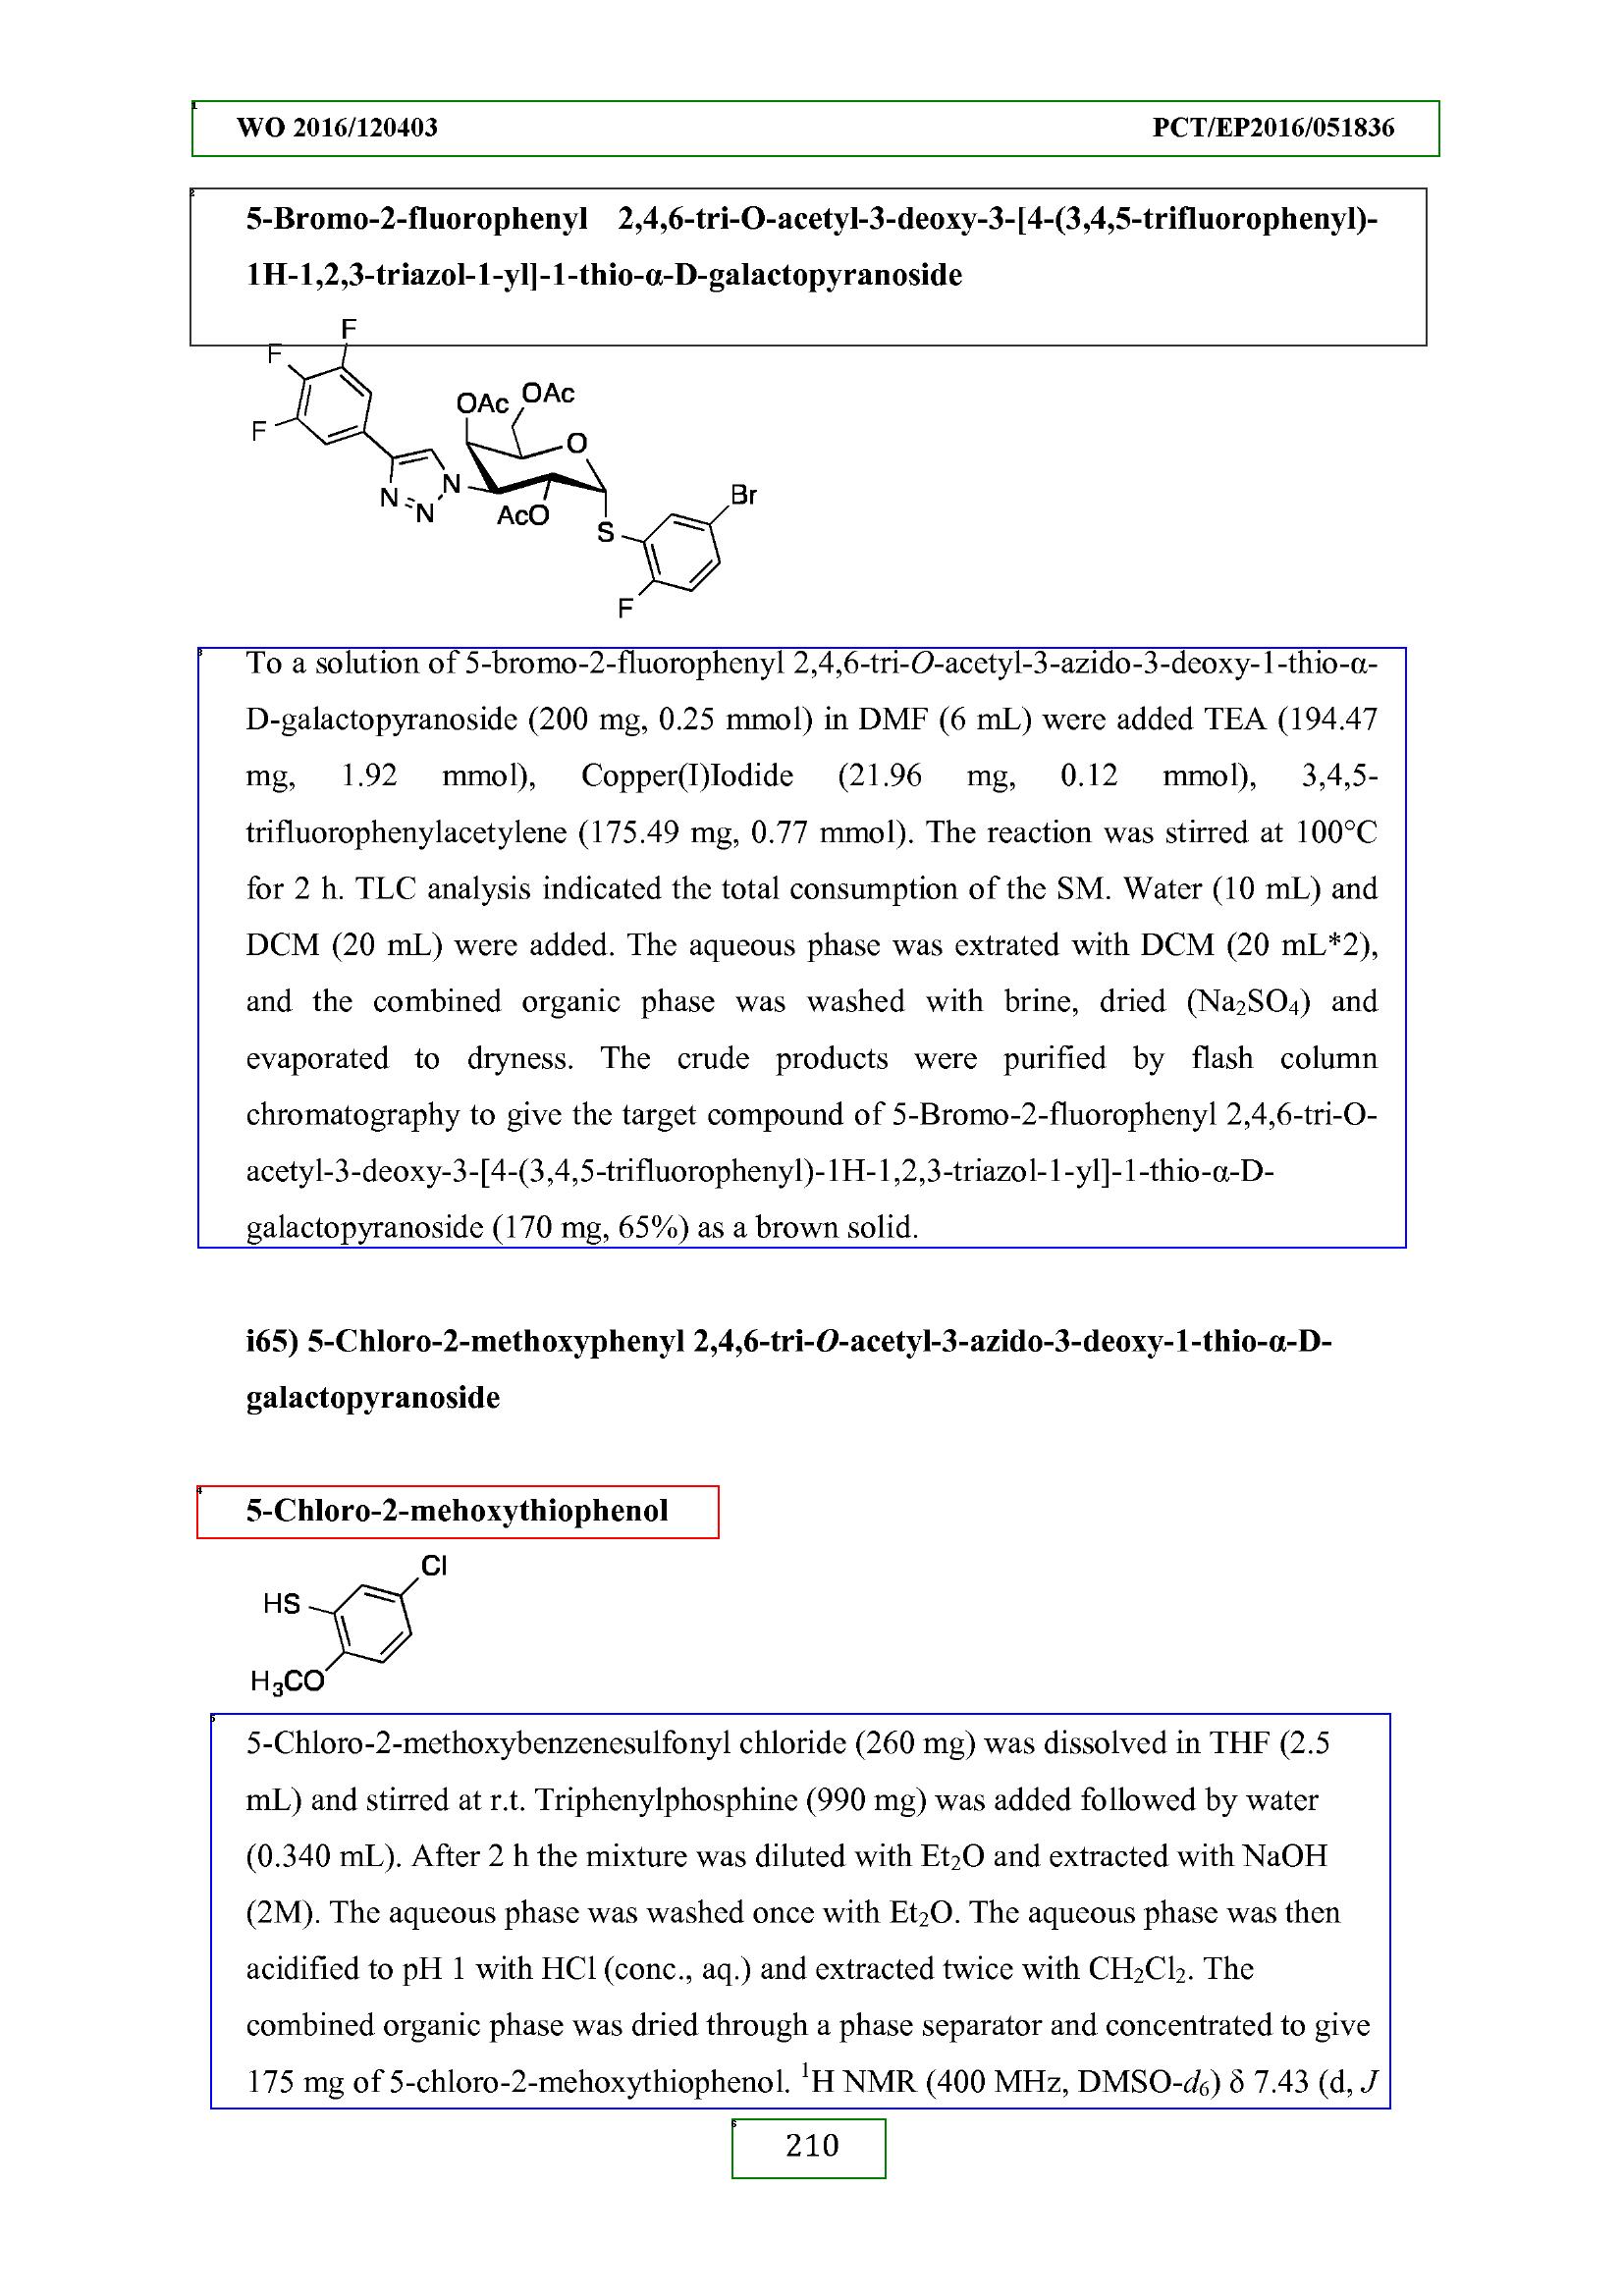 WO 2016/120403 PCT/EP2016/051836
5-Bromo-2-fluorophenyl 2,4,6-tri-O-acetyl-3-deoxy-3-[4-(3,4,5-trifluorophenyl)-
1H-1,2,3-triazol-1-yl]-1-thio-α-D-galactopyranoside
F
F
F
OAc
OAc
O
N
N
N
AcO
S
Br
F
To a solution of 5-bromo-2-fluorophenyl 2,4,6-tri-O-acetyl-3-azido-3-deoxy-1-thio-α-
D-galactopyranoside (200 mg, 0.25 mmol) in DMF (6 mL) were added TEA (194.47
mg, 1.92 mmol), Copper(I)Iodide (21.96 mg, 0.12 mmol), 3,4,5-
trifluorophenylacetylene (175.49 mg, 0.77 mmol). The reaction was stirred at 100°C
for 2 h. TLC analysis indicated the total consumption of the SM. Water (10 mL) and
DCM (20 mL) were added. The aqueous phase was extrated with DCM (20 mL*2),
and the combined organic phase was washed with brine, dried (Na₂SO₄) and
evaporated to dryness. The crude products were purified by flash column
chromatography to give the target compound of 5-Bromo-2-fluorophenyl 2,4,6-tri-O-
acetyl-3-deoxy-3-[4-(3,4,5-trifluorophenyl)-1H-1,2,3-triazol-1-yl]-1-thio-α-D-
galactopyranoside (170 mg, 65%) as a brown solid.
i65) 5-Chloro-2-methoxyphenyl 2,4,6-tri-O-acetyl-3-azido-3-deoxy-1-thio-α-D-
galactopyranoside
5-Chloro-2-mehoxythiophenol
Cl
HS
H₃CO
5-Chloro-2-methoxybenzenesulfonyl chloride (260 mg) was dissolved in THF (2.5
mL) and stirred at r.t. Triphenylphosphine (990 mg) was added followed by water
(0.340 mL). After 2 h the mixture was diluted with Et₂O and extracted with NaOH
(2M). The aqueous phase was washed once with Et₂O. The aqueous phase was then
acidified to pH 1 with HCl (conc., aq.) and extracted twice with CH₂Cl₂. The
combined organic phase was dried through a phase separator and concentrated to give
175 mg of 5-chloro-2-mehoxythiophenol. ¹H NMR (400 MHz, DMSO-d₆) δ 7.43 (d, J
210